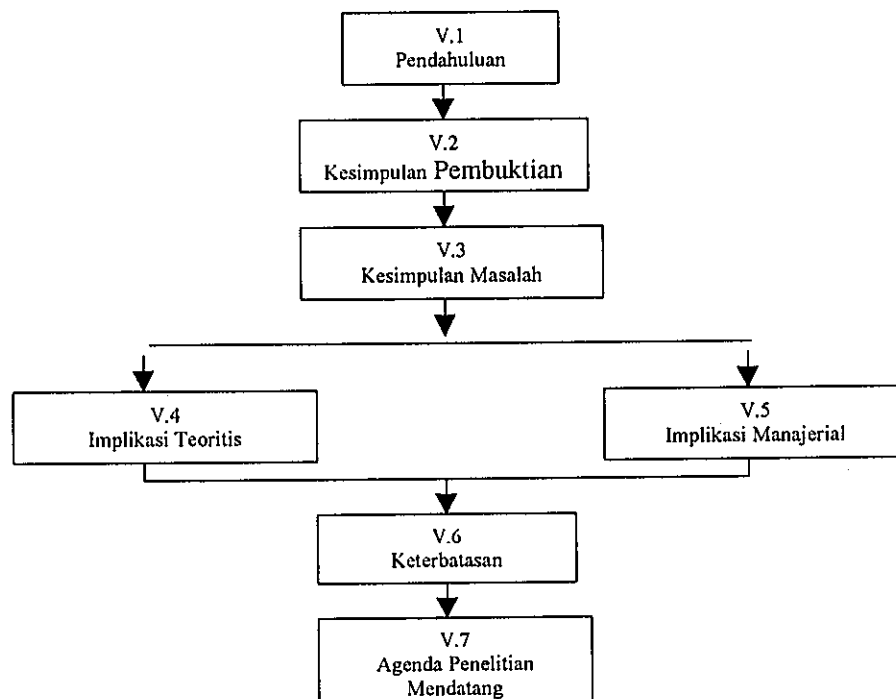 V.1
Pendahuluan
V.2
Kesimpulan Pembuktian
V.3
Kesimpulan Masalah
V.4
Implikasi Teoritis
V.5
Implikasi Manajerial
V.6
Keterbatasan
V.7
Agenda Penelitian
Mendatang